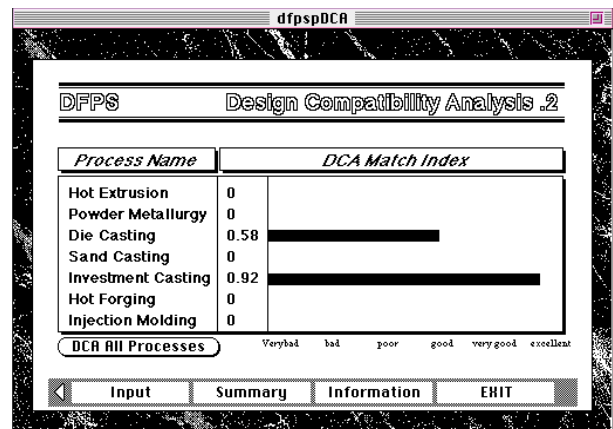 dfpspDCA
DFPS Design Compatibility Analysis .2
Process Name DCA Match Index
Hot Extrusion 0
Powder Metallurgy 0
Die Casting 0.58
Sand Casting 0
Investment Casting 0.92
Hot Forging 0
Injection Molding 0
DCA All Processes Verybad bad poor good very good excellent
Input Summary Information EXIT